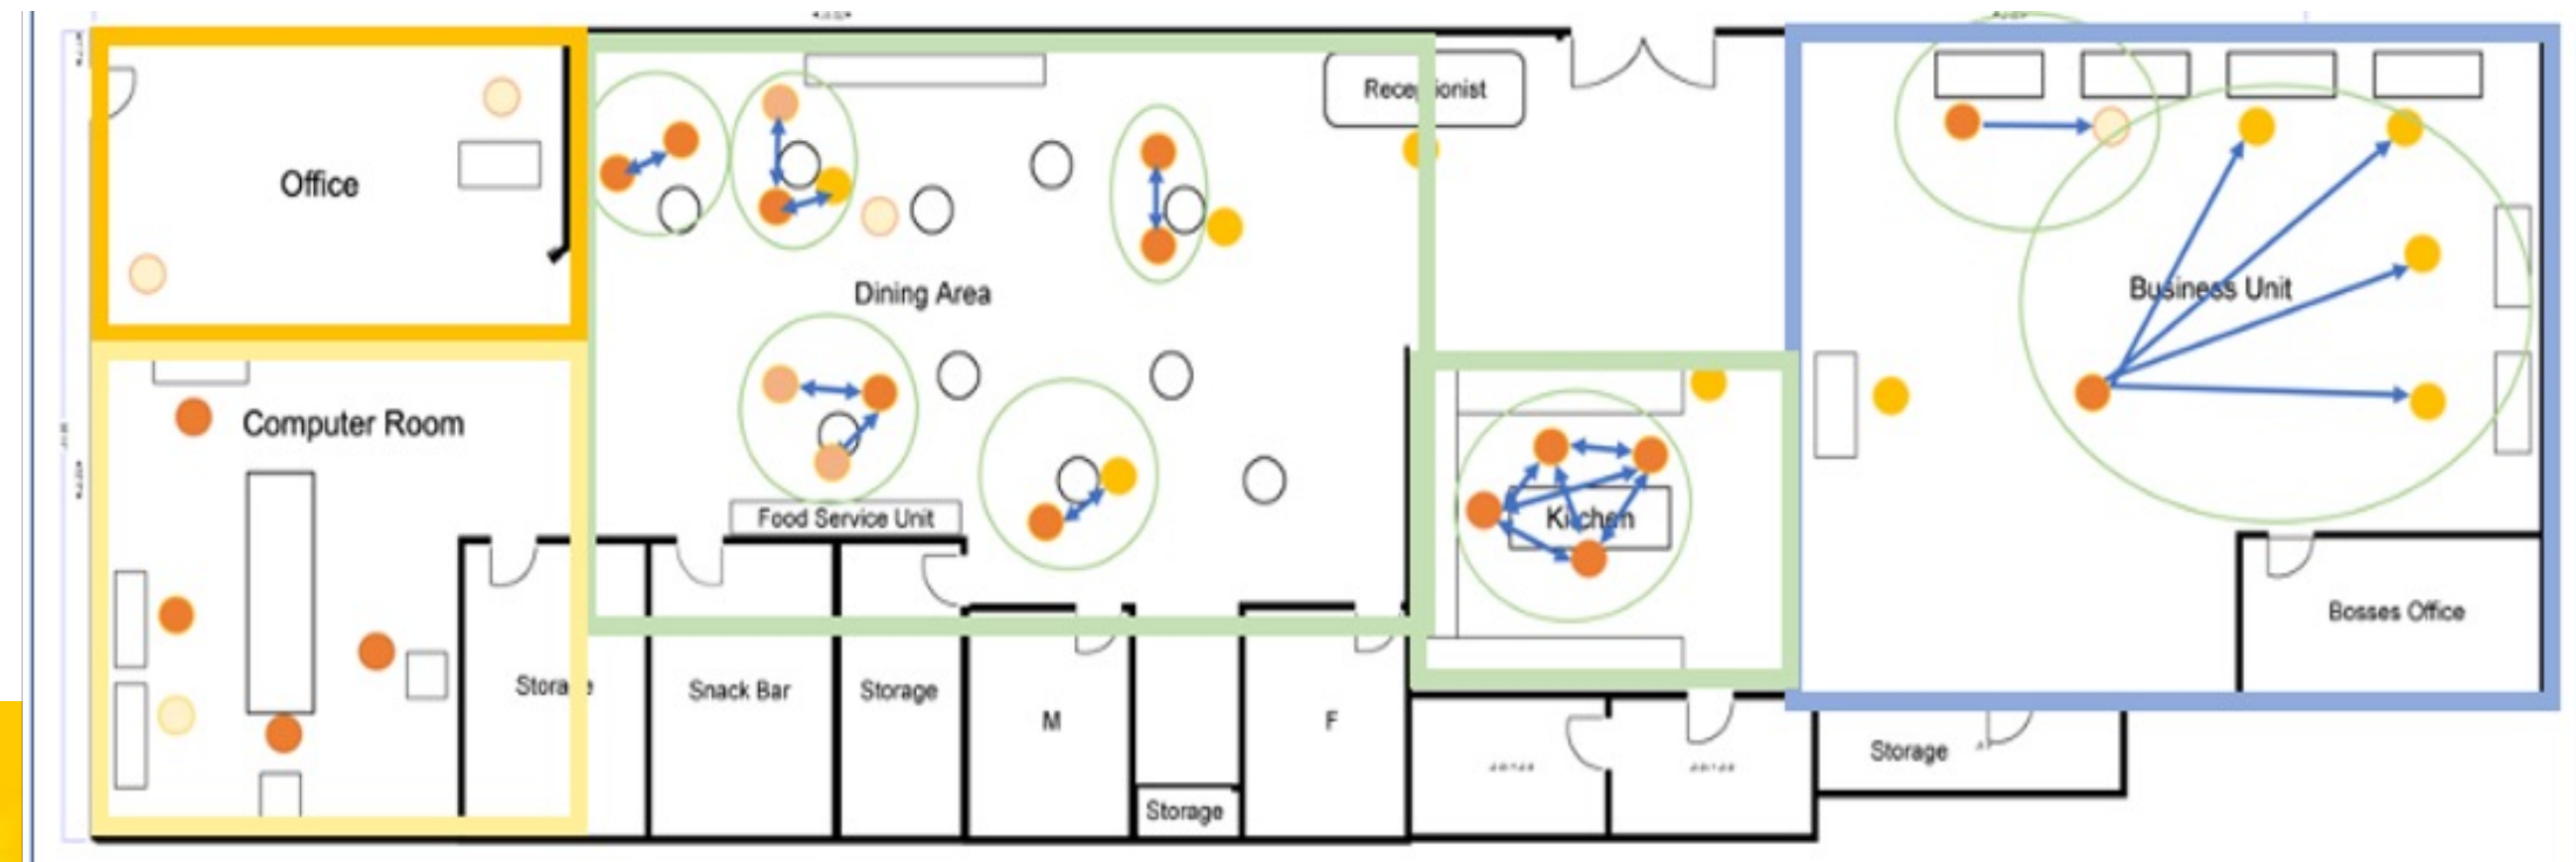 Receptionist
Office
Dining Area
Business Unit
Computer Room
Food Service Unit
Kitchen
Bosses Office
Storage
Snack Bar
Storage
M
F
Storage
Storage